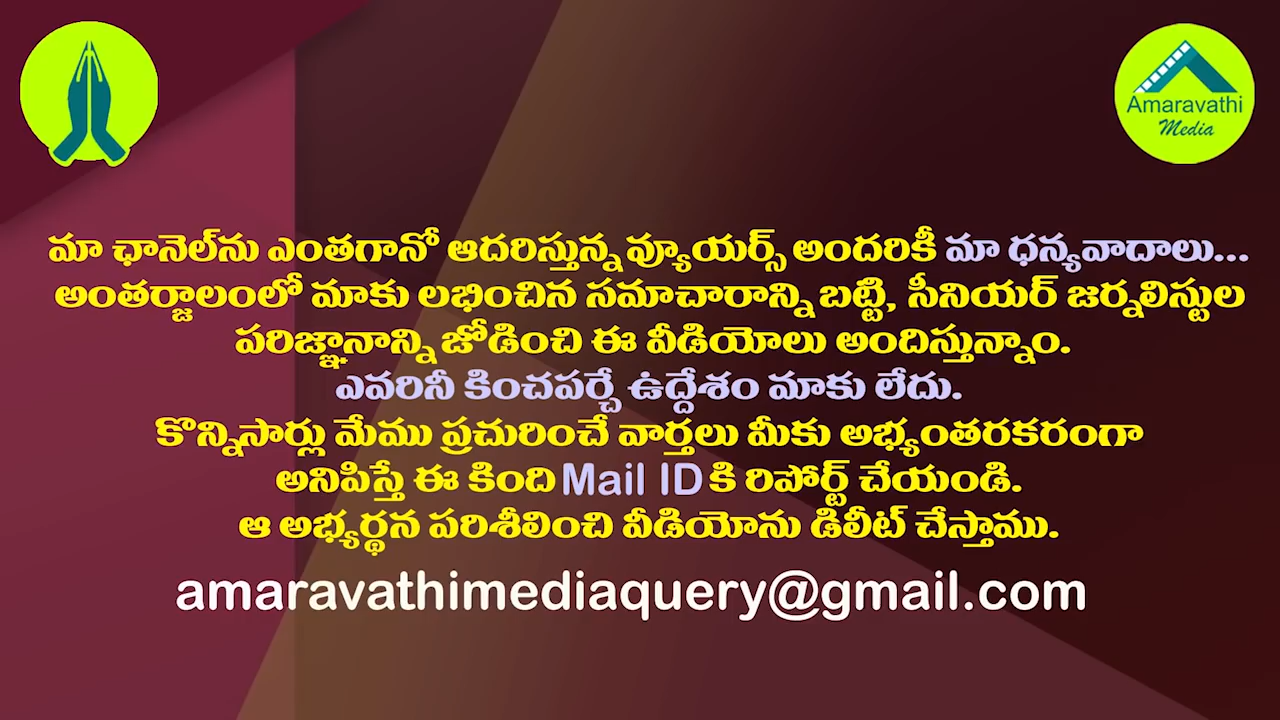 Amaravathi
Media
మా ఛానెల్‌ను ఎంతగానో ఆదరిస్తున్న వ్యూయర్స్ అందరికీ మా ధన్యవాదాలు...
అంతర్జాలంలో మాకు లభించిన సమాచారాన్ని బట్టి, సీనియర్ జర్నలిస్టుల
పరిజ్ఞానాన్ని జోడించి ఈ వీడియోలు అందిస్తున్నాం.
ఎవరినీ కించపర్చే ఉద్దేశం మాకు లేదు.
కొన్నిసార్లు మేము ప్రచురించే వార్తలు మీకు అభ్యంతరకరంగా
అనిపిస్తే ఈ కింది Mail ID కి రిపోర్ట్ చేయండి.
ఆ అభ్యర్థన పరిశీలించి వీడియోను డిలీట్ చేస్తాము.
amaravathimediaquery@gmail.com